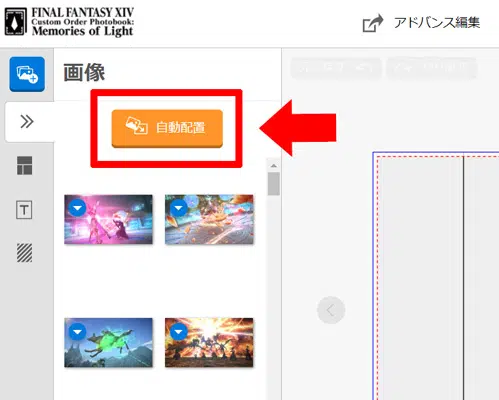 FINAL FANTASY XIV
Custom Order Photobook:
Memories of Light
アドバンス編集
画像
自動配置
T